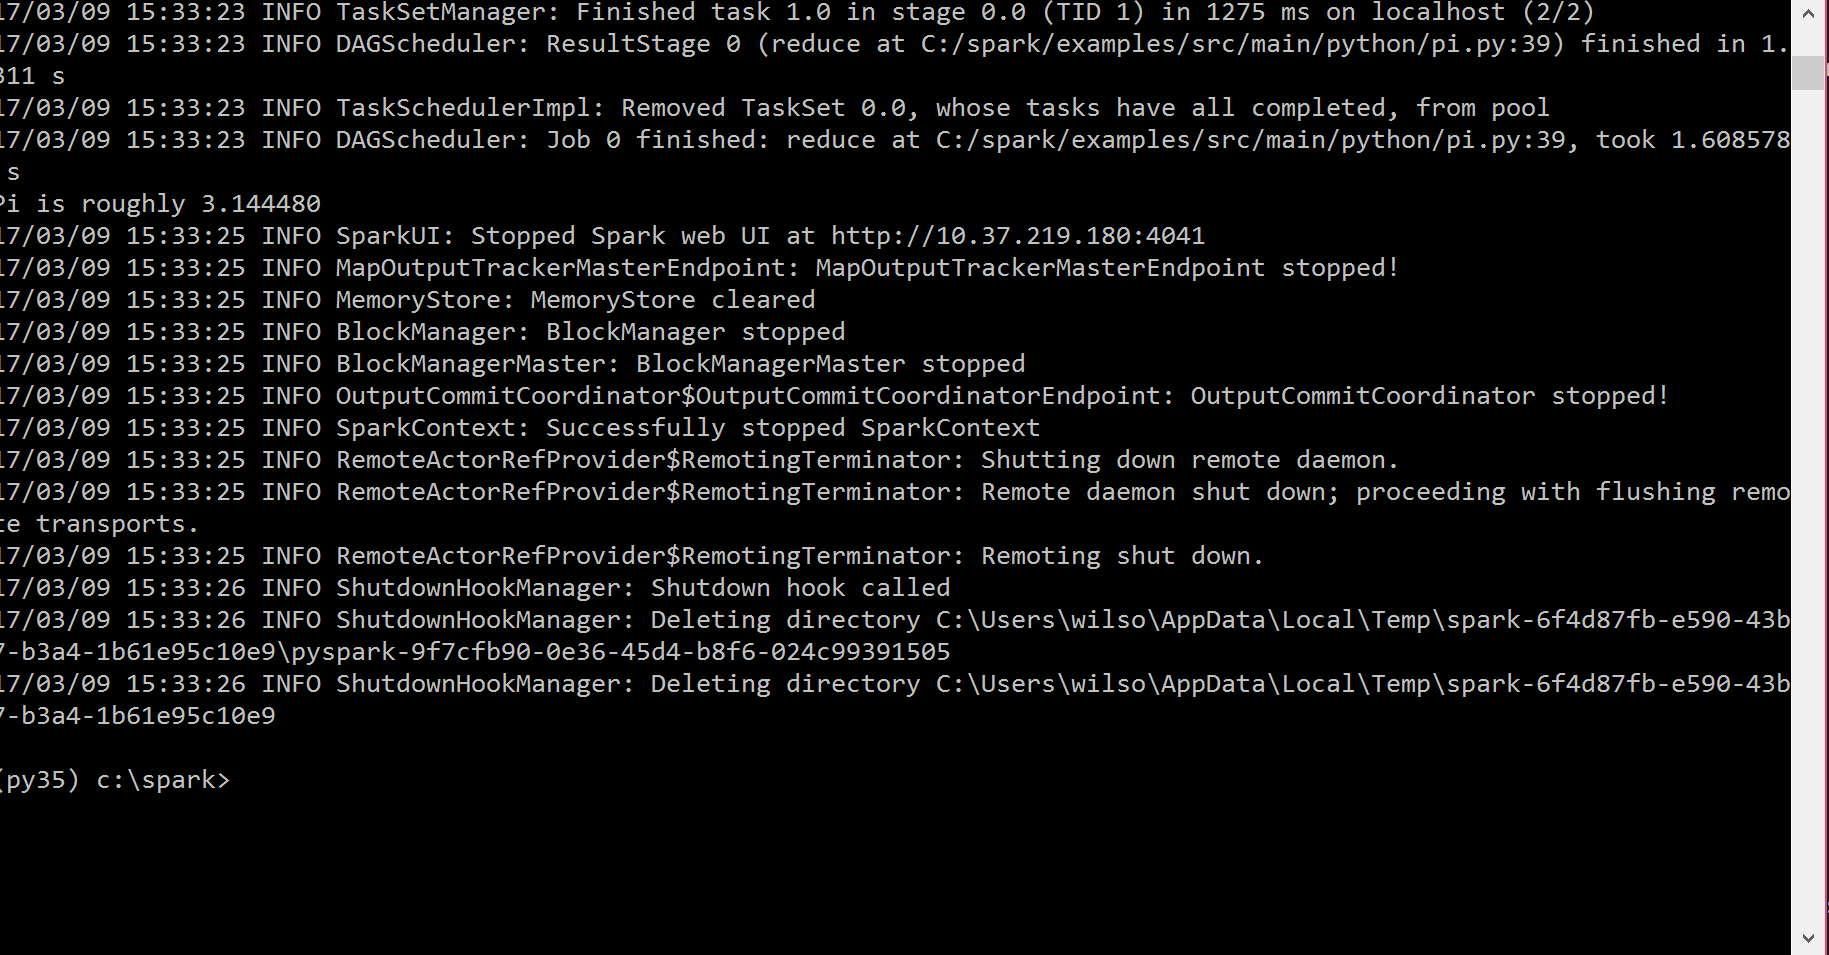 17/03/09 15:33:23 INFO TaskSetManager: Finished task 1.0 in stage 0.0 (TID 1) in 1275 ms on localhost (2/2)
17/03/09 15:33:23 INFO DAGScheduler: ResultStage 0 (reduce at C:/spark/examples/src/main/python/pi.py:39) finished in 1.
311 s
17/03/09 15:33:23 INFO TaskSchedulerImpl: Removed TaskSet 0.0, whose tasks have all completed, from pool
17/03/09 15:33:23 INFO DAGScheduler: Job 0 finished: reduce at C:/spark/examples/src/main/python/pi.py:39, took 1.608578
s
Pi is roughly 3.144480
17/03/09 15:33:25 INFO SparkUI: Stopped Spark web UI at http://10.37.219.180:4041
17/03/09 15:33:25 INFO MapOutputTrackerMasterEndpoint: MapOutputTrackerMasterEndpoint stopped!
17/03/09 15:33:25 INFO MemoryStore: MemoryStore cleared
17/03/09 15:33:25 INFO BlockManager: BlockManager stopped
17/03/09 15:33:25 INFO BlockManagerMaster: BlockManagerMaster stopped
17/03/09 15:33:25 INFO OutputCommitCoordinator$OutputCommitCoordinatorEndpoint: OutputCommitCoordinator stopped!
17/03/09 15:33:25 INFO SparkContext: Successfully stopped SparkContext
17/03/09 15:33:25 INFO RemoteActorRefProvider$RemotingTerminator: Shutting down remote daemon.
17/03/09 15:33:25 INFO RemoteActorRefProvider$RemotingTerminator: Remote daemon shut down; proceeding with flushing remo
te transports.
17/03/09 15:33:25 INFO RemoteActorRefProvider$RemotingTerminator: Remoting shut down.
17/03/09 15:33:26 INFO ShutdownHookManager: Shutdown hook called
17/03/09 15:33:26 INFO ShutdownHookManager: Deleting directory C:\Users\wilso\AppData\Local\Temp\spark-6f4d87fb-e590-43b
7-b3a4-1b61e95c10e9\pyspark-9f7cfb90-0e36-45d4-b8f6-024c99391505
17/03/09 15:33:26 INFO ShutdownHookManager: Deleting directory C:\Users\wilso\AppData\Local\Temp\spark-6f4d87fb-e590-43b
7-b3a4-1b61e95c10e9
(py35) c:\spark>